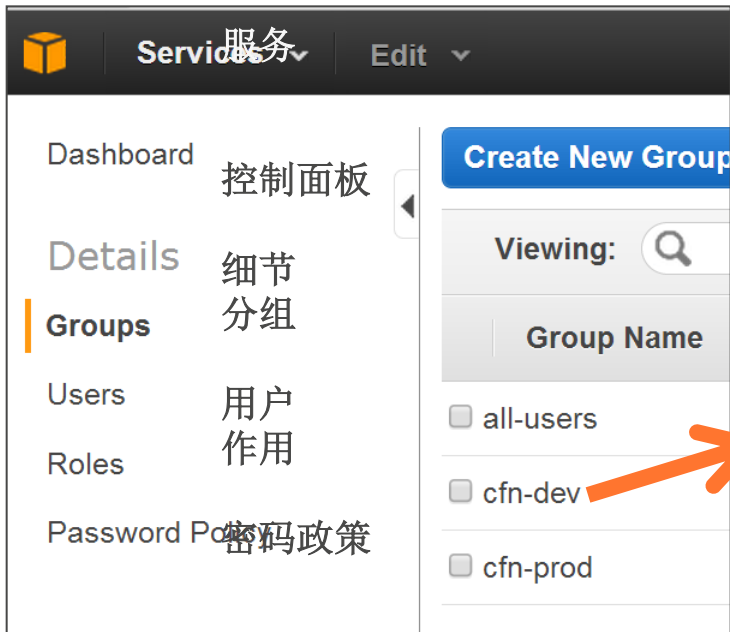 Services 服务 Edit
Dashboard 控制面板
Details 细节
Groups 分组
Users 用户
Roles 作用
Password Policy 密码政策
Create New Group
Viewing:
Group Name
all-users
cfn-dev
cfn-prod